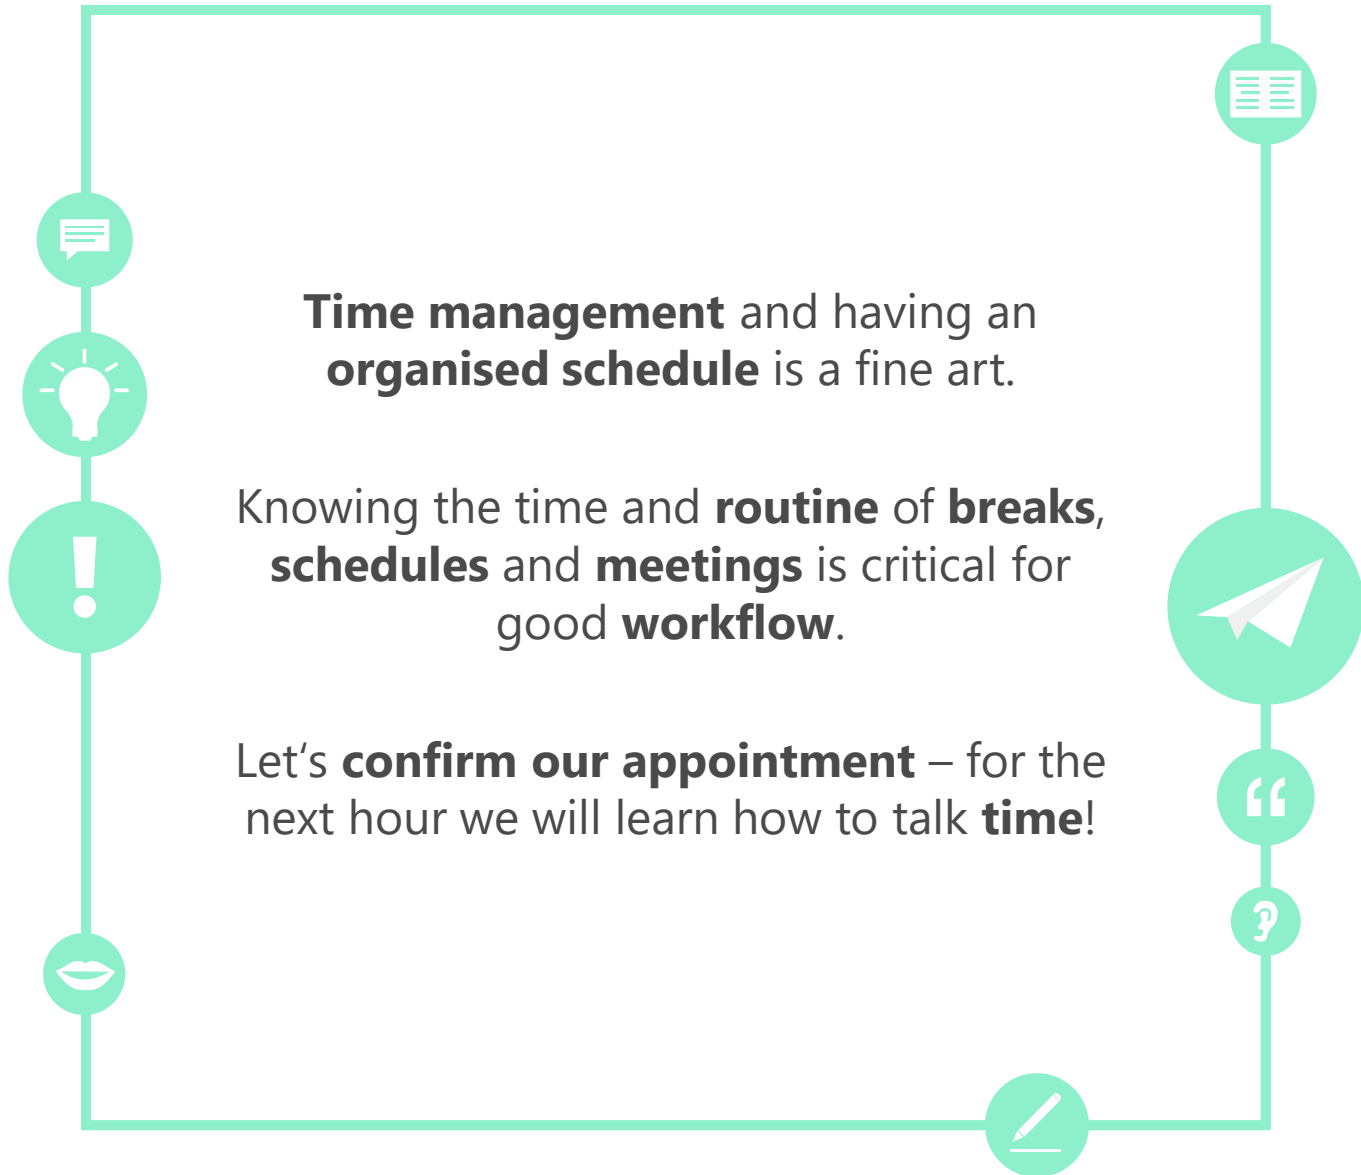 Time management and having an
organised schedule is a fine art.
Knowing the time and routine of breaks,
schedules and meetings is critical for
good workflow.
Let‘s confirm our appointment – for the
next hour we will learn how to talk time!